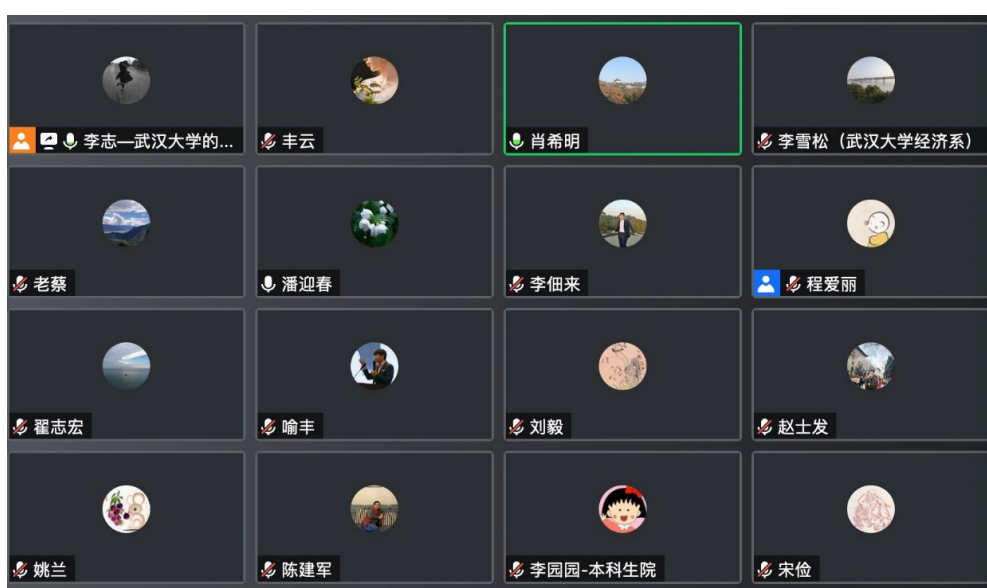 李志—武汉大学的...
丰云
肖希明
李雪松（武汉大学经济系）
老蔡
潘迎春
李佃来
程爱丽
翟志宏
喻丰
刘毅
赵士发
姚兰
陈建军
李园园-本科生院
宋俭